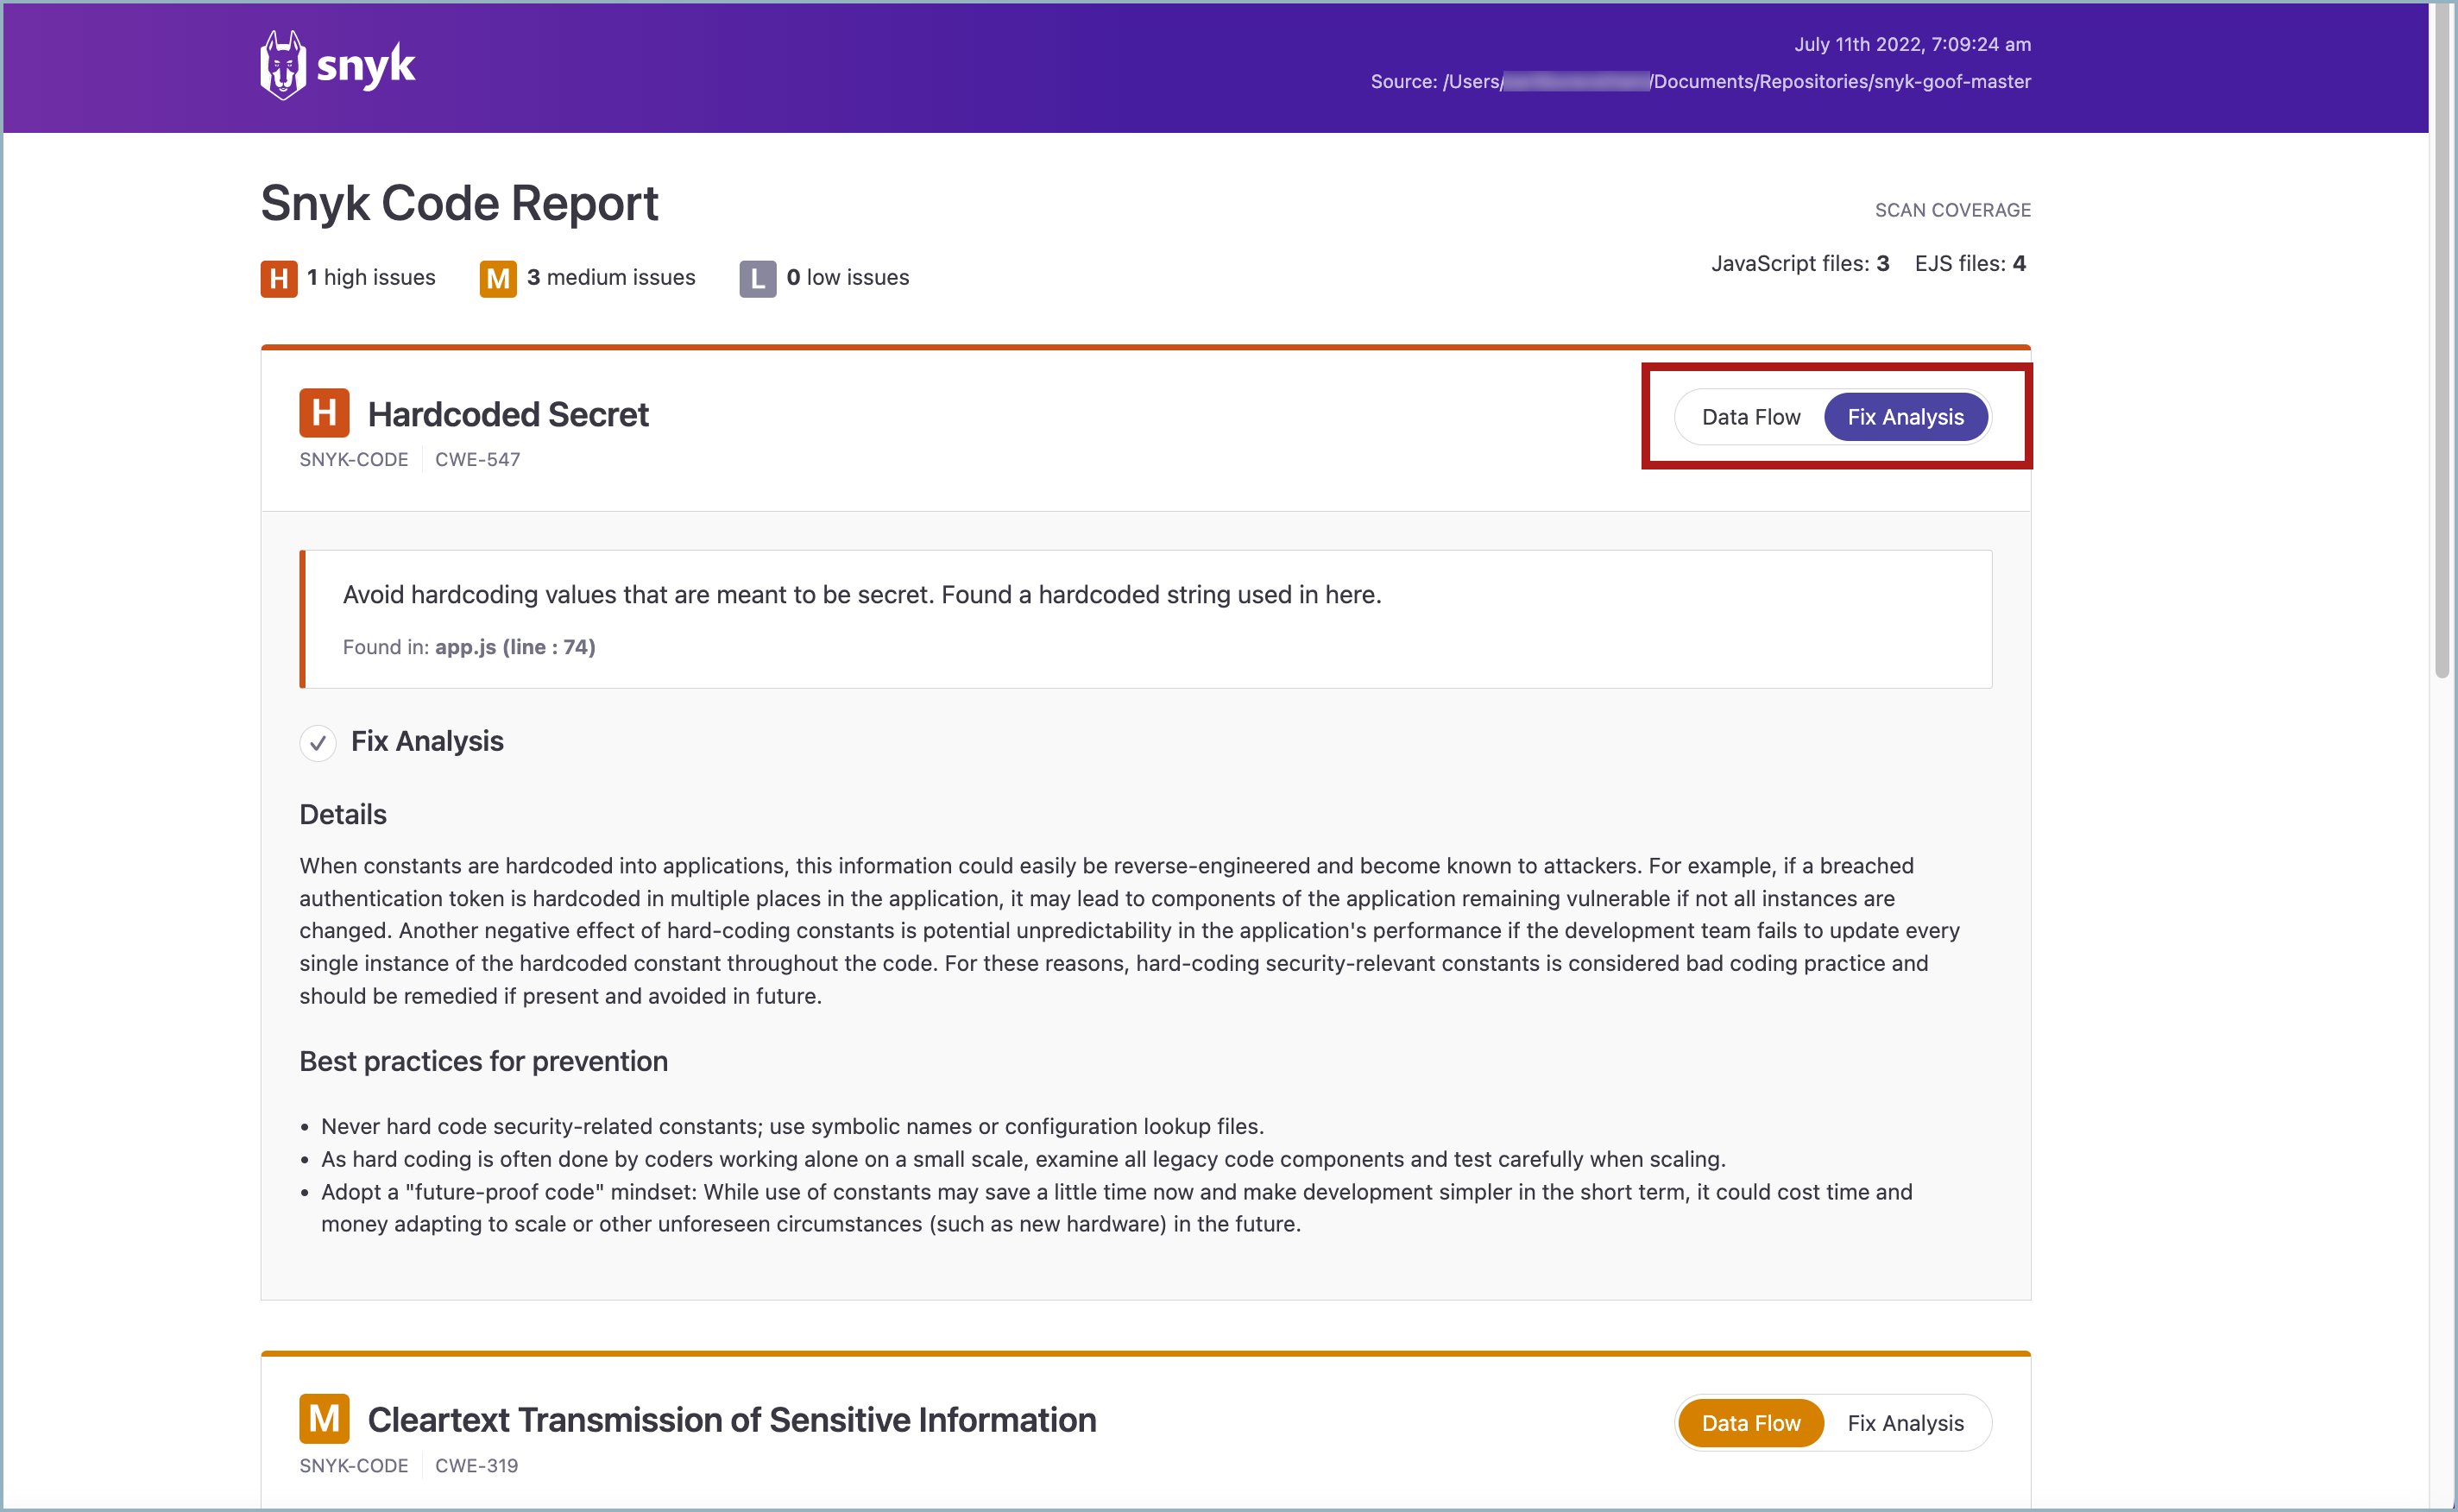 snyk
July 11th 2022, 7:09:24 am
Source: /Users/ /Documents/Repositories/snyk-goof-master
Snyk Code Report
SCAN COVERAGE
H 1 high issues M 3 medium issues L 0 low issues
JavaScript files: 3 EJS files: 4
H Hardcoded Secret
Data Flow Fix Analysis
SNYK-CODE CWE-547
Avoid hardcoding values that are meant to be secret. Found a hardcoded string used in here.
Found in: app.js (line : 74)
Fix Analysis
Details
When constants are hardcoded into applications, this information could easily be reverse-engineered and become known to attackers. For example, if a breached
authentication token is hardcoded in multiple places in the application, it may lead to components of the application remaining vulnerable if not all instances are
changed. Another negative effect of hard-coding constants is potential unpredictability in the application's performance if the development team fails to update every
single instance of the hardcoded constant throughout the code. For these reasons, hard-coding security-relevant constants is considered bad coding practice and
should be remedied if present and avoided in future.
Best practices for prevention
• Never hard code security-related constants; use symbolic names or configuration lookup files.
• As hard coding is often done by coders working alone on a small scale, examine all legacy code components and test carefully when scaling.
• Adopt a "future-proof code" mindset: While use of constants may save a little time now and make development simpler in the short term, it could cost time and
money adapting to scale or other unforeseen circumstances (such as new hardware) in the future.
M Cleartext Transmission of Sensitive Information
Data Flow Fix Analysis
SNYK-CODE CWE-319